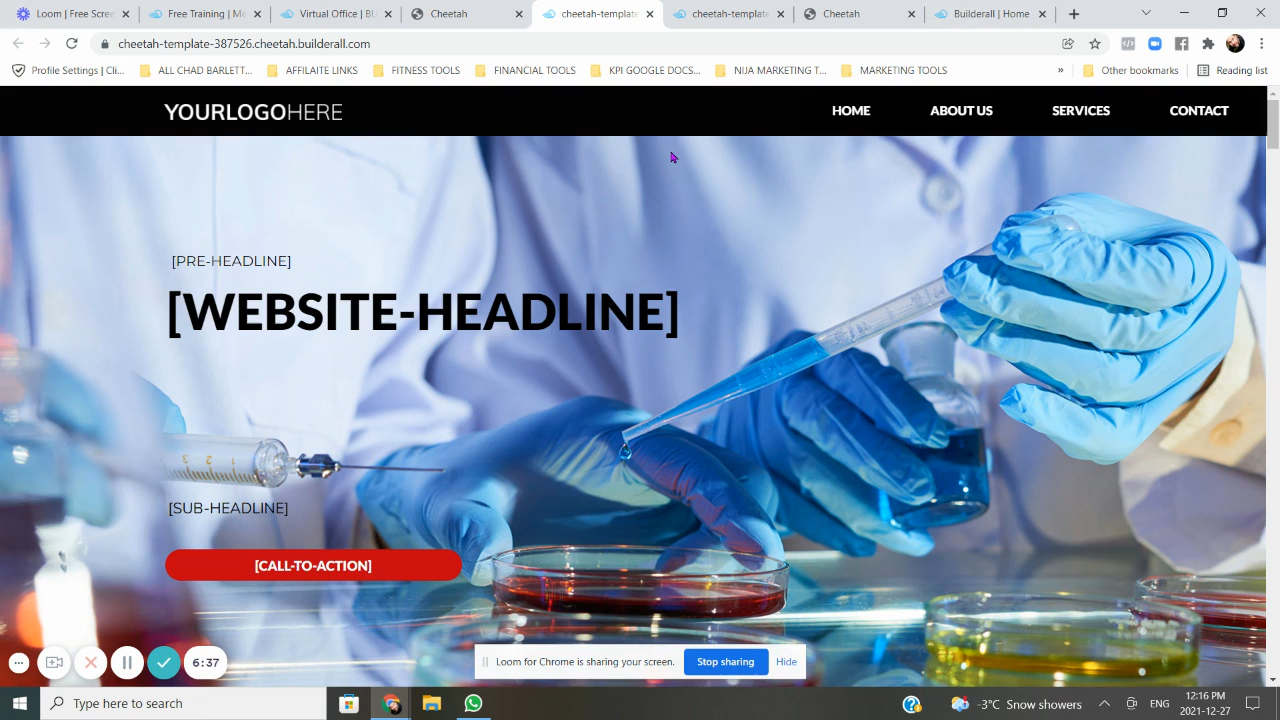 Loom | Free Scree
Free Training | Me
Virtual Office | BU
Cheetah
cheetah-template
cheetah-template
Cheetah
Builderall | Home
cheetah-template-387526.cheetah.builderall.com
Profile Settings | Cli...
ALL CHAD BARLETT...
AFFILAITE LINKS
FITNESS TOOLS
FINANCIAL TOOLS
KPI GOOGLE DOCS...
NIJA MARKETING T...
MARKETING TOOLS
»
Other bookmarks
Reading list
YOURLOGOHERE
HOME
ABOUT US
SERVICES
CONTACT
[PRE-HEADLINE]
[WEBSITE-HEADLINE]
3 2 1
[SUB-HEADLINE]
[CALL-TO-ACTION]
6:37
Loom for Chrome is sharing your screen.
Stop sharing
Hide
Type here to search
-3°C Snow showers
ENG
12:16 PM
2021-12-27